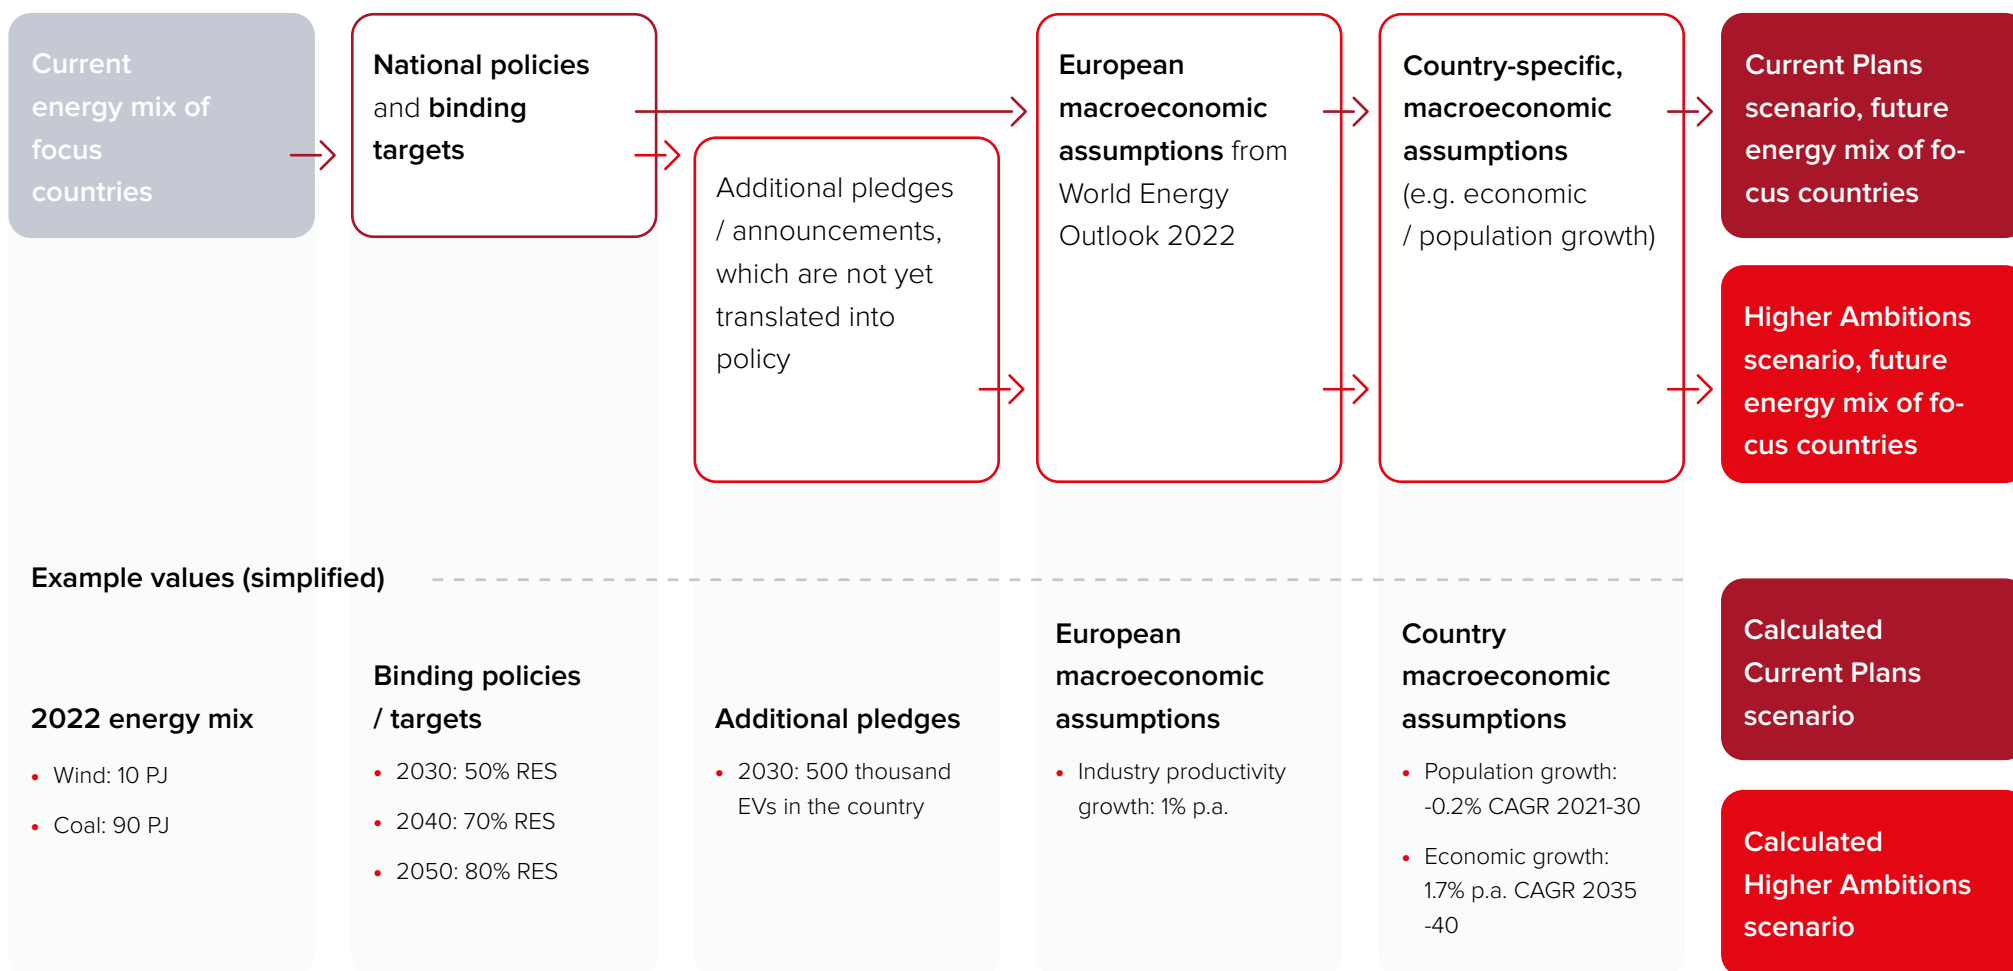 Current
energy mix of
focus
countries
National policies
and binding
targets
Additional pledges
/ announcements,
which are not yet
translated into
policy
European
macroeconomic
assumptions from
World Energy
Outlook 2022
Country-specific,
macroeconomic
assumptions
(e.g. economic
/ population growth)
Current Plans
scenario, future
energy mix of fo-
cus countries
Higher Ambitions
scenario, future
energy mix of fo-
cus countries
Example values (simplified)
2022 energy mix
• Wind: 10 PJ
• Coal: 90 PJ
Binding policies
/ targets
• 2030: 50% RES
• 2040: 70% RES
• 2050: 80% RES
Additional pledges
• 2030: 500 thousand
EVs in the country
European
macroeconomic
assumptions
• Industry productivity
growth: 1% p.a.
Country
macroeconomic
assumptions
• Population growth:
-0.2% CAGR 2021-30
• Economic growth:
1.7% p.a. CAGR 2035
-40
Calculated
Current Plans
scenario
Calculated
Higher Ambitions
scenario